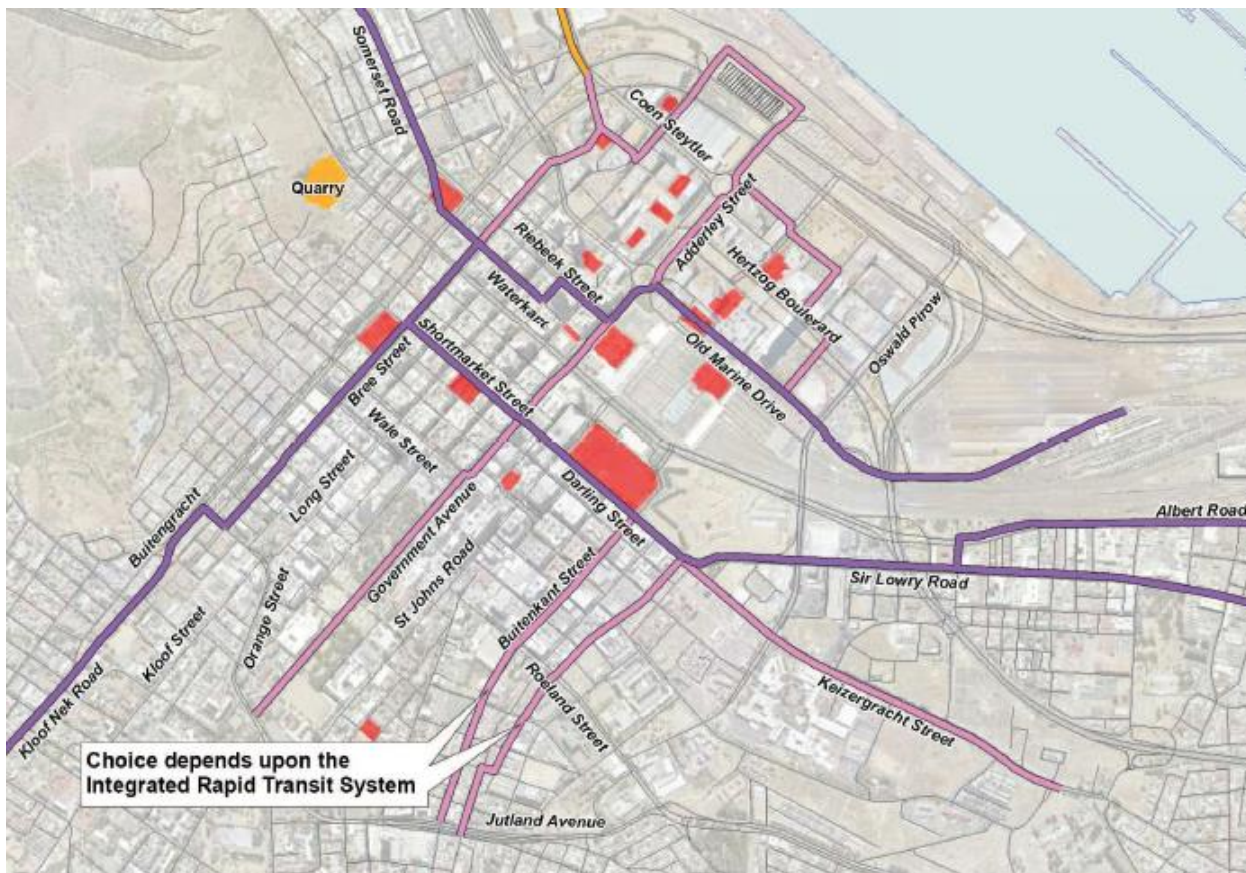 Somerset Road
Coen Steytler
Quarry
Adderley Street
Riebeek Street
Hertzog Boulevard
Waterkant
Oswald Pirow
Shortmarket Street
Old Marine Drive
Bree Street
Wale Street
Long Street
Darling Street
Buitengracht
Albert Road
Government Avenue
St Johns Road
Sir Lowry Road
Buitenkant Street
Orange Street
Kloof Street
Kloof Nek Road
Roeland Street
Keizergracht Street
Choice depends upon the
Integrated Rapid Transit System
Jutland Avenue